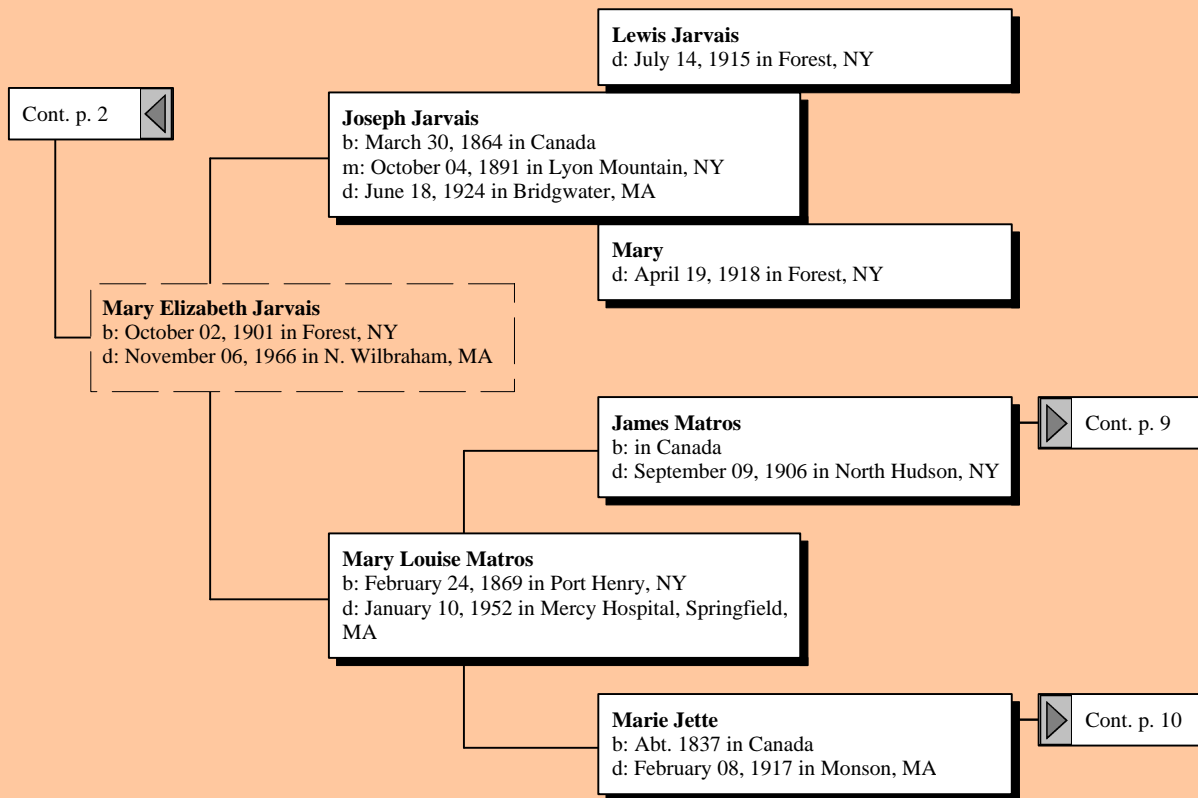 Lewis Jarvais
d: July 14, 1915 in Forest, NY
Cont. p. 2
Joseph Jarvais
b: March 30, 1864 in Canada
m: October 04, 1891 in Lyon Mountain, NY
d: June 18, 1924 in Bridgwater, MA
Mary
d: April 19, 1918 in Forest, NY
Mary Elizabeth Jarvais
b: October 02, 1901 in Forest, NY
d: November 06, 1966 in N. Wilbraham, MA
James Matros
b: in Canada
d: September 09, 1906 in North Hudson, NY
Cont. p. 9
Mary Louise Matros
b: February 24, 1869 in Port Henry, NY
d: January 10, 1952 in Mercy Hospital, Springfield,
MA
Marie Jette
b: Abt. 1837 in Canada
d: February 08, 1917 in Monson, MA
Cont. p. 10